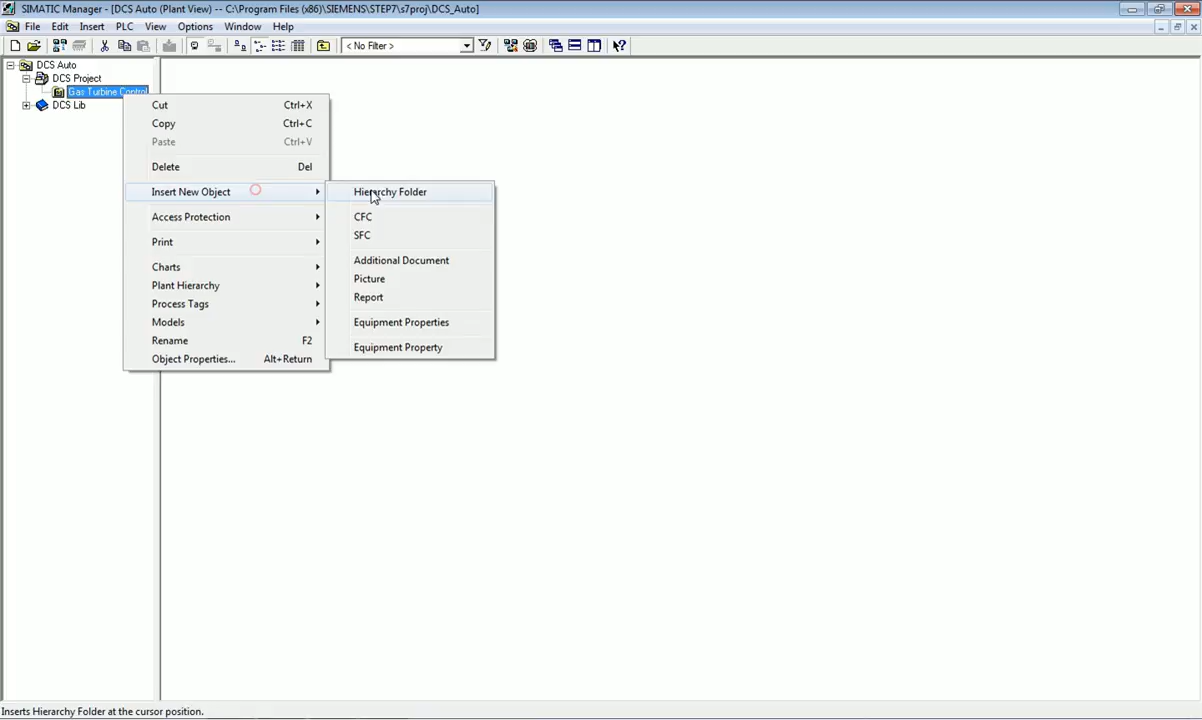 SIMATIC Manager - [DCS Auto (Plant View) -- C:\Program Files (x86)\SIEMENS\STEP7\s7proj\DCS_Auto]
File Edit Insert PLC View Options Window Help
< No Filter >
DCS Auto
DCS Project
Gas Turbine Control
DCS Lib
Cut Ctrl+X
Copy Ctrl+C
Paste Ctrl+V
Delete Del
Insert New Object
Access Protection
Print
Charts
Plant Hierarchy
Process Tags
Models
Rename F2
Object Properties... Alt+Return
Hierarchy Folder
CFC
SFC
Additional Document
Picture
Report
Equipment Properties
Equipment Property
Inserts Hierarchy Folder at the cursor position.